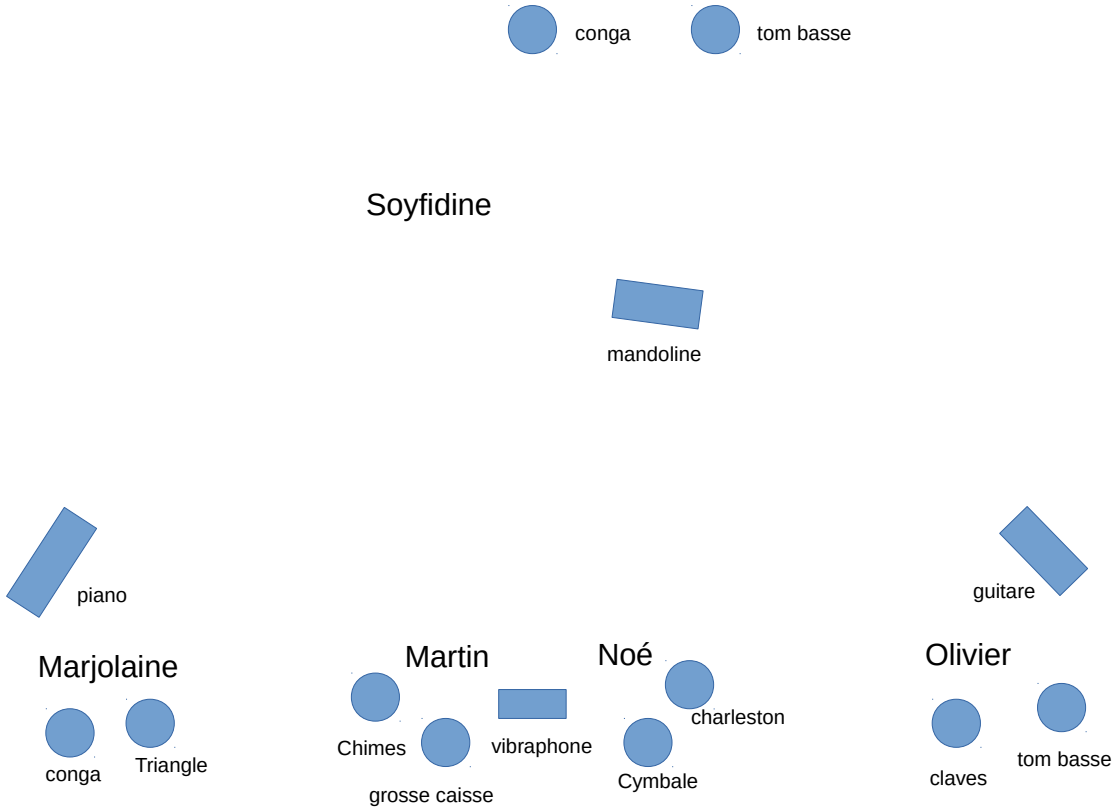 conga
tom basse
Soyfidine
mandoline
piano
guitare
Marjolaine
Martin
Noé
Olivier
charleston
Chimes
vibraphone
conga
Triangle
grosse caisse
Cymbale
claves
tom basse